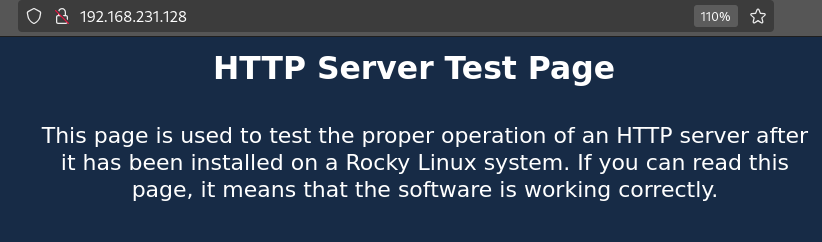 192.168.231.128
110%
HTTP Server Test Page
This page is used to test the proper operation of an HTTP server after
it has been installed on a Rocky Linux system. If you can read this
page, it means that the software is working correctly.